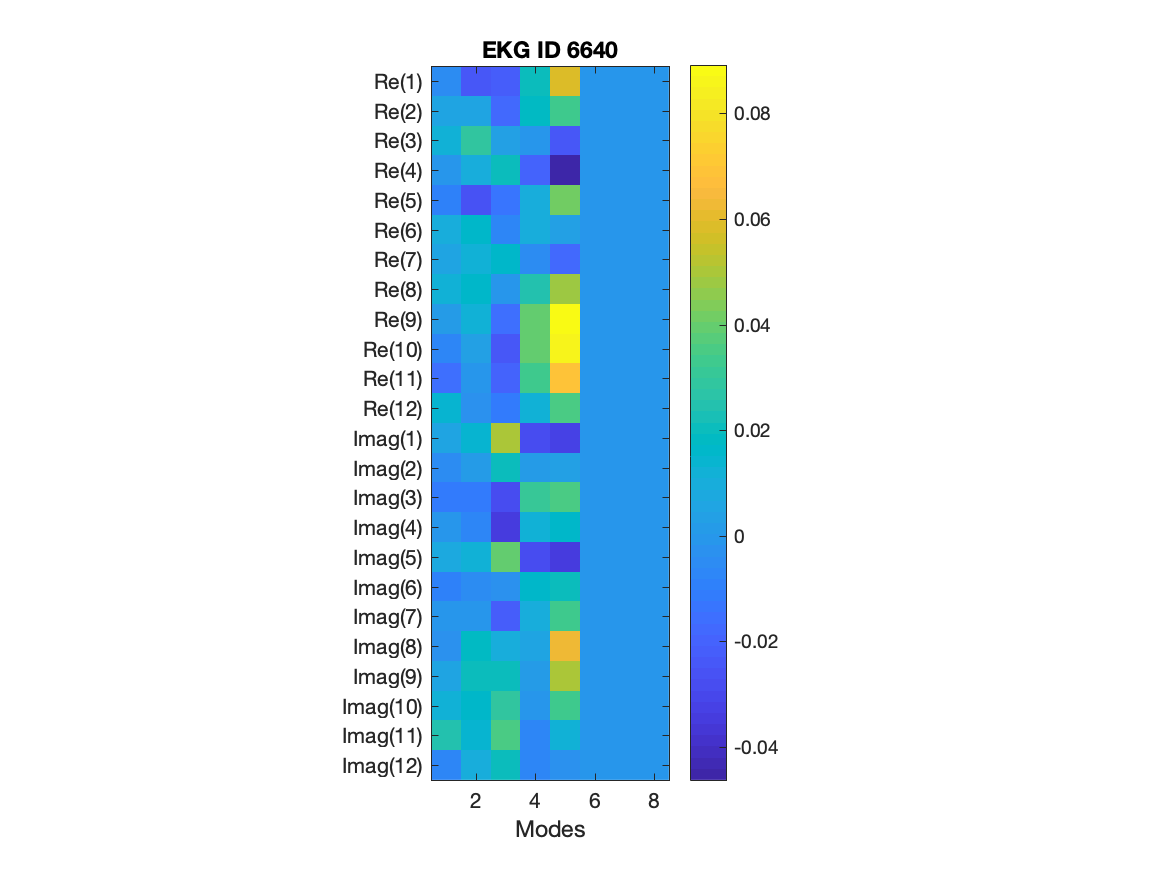 EKG ID 6640
Re(1)
Re(2)
Re(3)
Re(4)
Re(5)
Re(6)
Re(7)
Re(8)
Re(9)
Re(10)
Re(11)
Re(12)
Imag(1)
Imag(2)
Imag(3)
Imag(4)
Imag(5)
Imag(6)
Imag(7)
Imag(8)
Imag(9)
Imag(10)
Imag(11)
Imag(12)
2 4 6 8
Modes
0.08
0.06
0.04
0.02
0
-0.02
-0.04